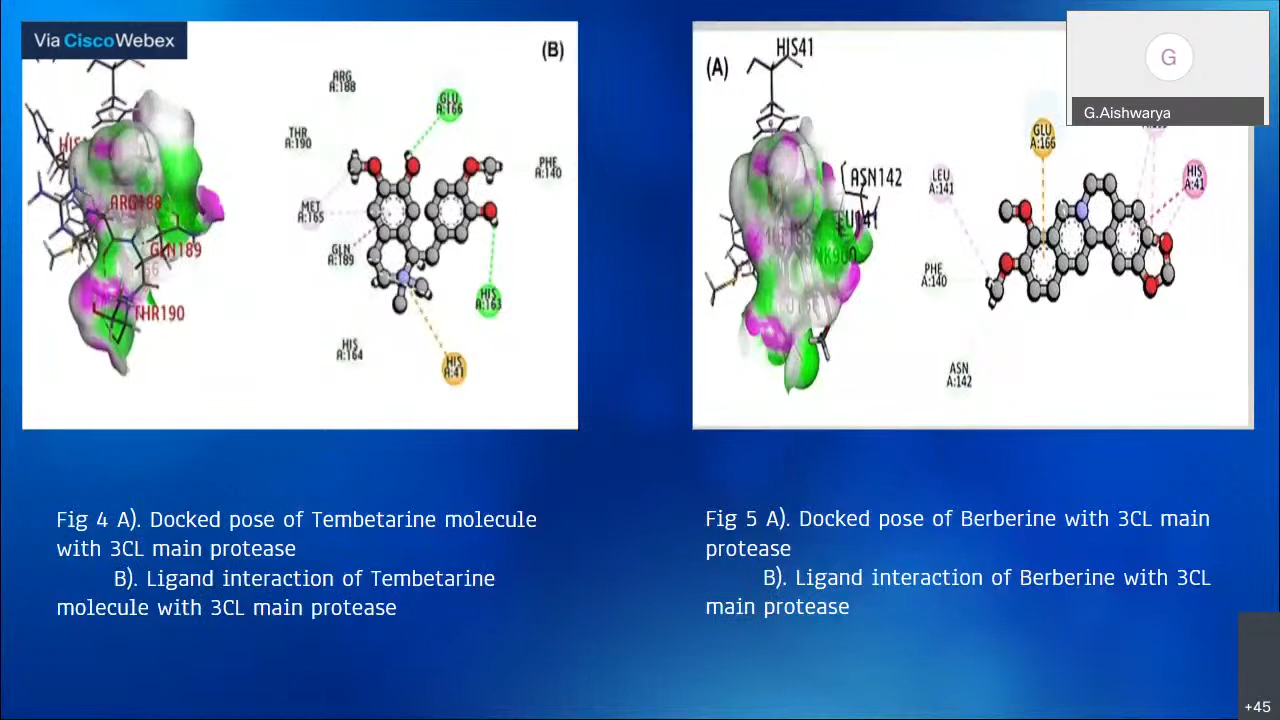 Via CiscoWebex
(B)
ARG
A:188
GLU
A:166
THR
A:190
PHE
A:140
MET
A:165
GLN
A:189
HIS
A:163
HIS
A:164
HIS
A:41
ARG188
GLN189
THR190
(A)
HIS41
ASN142
GLU
A:166
LEU
A:141
HIS
A:41
PHE
A:140
ASN
A:142
G
G.Aishwarya
Fig 4 A). Docked pose of Tembetarine molecule
with 3CL main protease
B). Ligand interaction of Tembetarine
molecule with 3CL main protease
Fig 5 A). Docked pose of Berberine with 3CL main
protease
B). Ligand interaction of Berberine with 3CL
main protease
+45